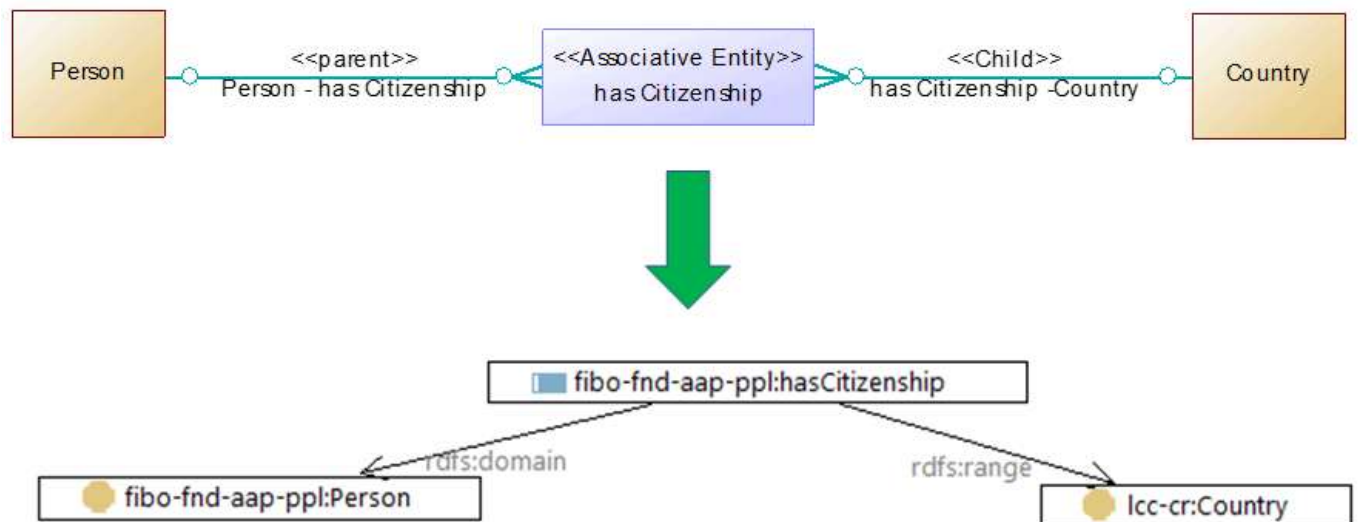 Person
<<parent>>
Person - has Citizenship
<<Associative Entity>>
has Citizenship
<<Child>>
has Citizenship -Country
Country
fibo-fnd-aap-ppl:hasCitizenship
rdfs:domain
rdfs:range
fibo-fnd-aap-ppl:Person
lcc-cr:Country